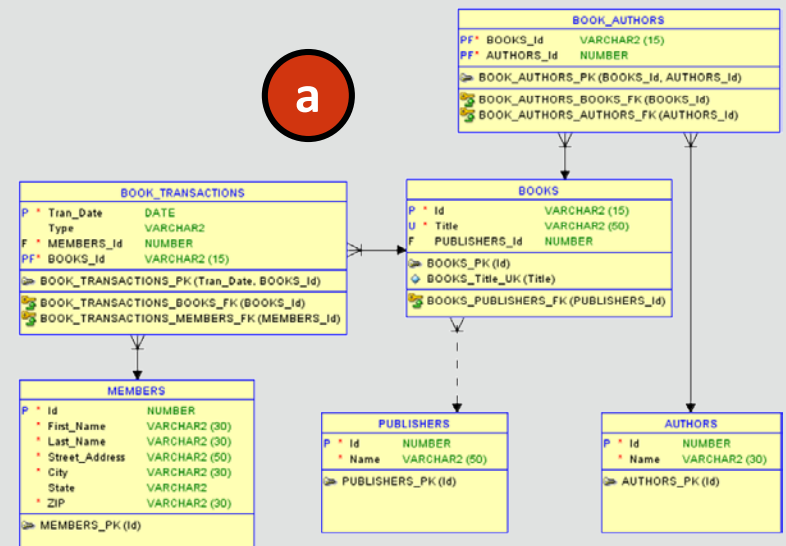 a
BOOK_AUTHORS
PF* BOOKS_Id VARCHAR2 (15)
PF* AUTHORS_Id NUMBER
BOOK_AUTHORS_PK (BOOKS_Id, AUTHORS_Id)
BOOK_AUTHORS_BOOKS_FK (BOOKS_Id)
BOOK_AUTHORS_AUTHORS_FK (AUTHORS_Id)
BOOK_TRANSACTIONS
P * Tran_Date DATE
Type VARCHAR2
F * MEMBERS_Id NUMBER
PF* BOOKS_Id VARCHAR2 (15)
BOOK_TRANSACTIONS_PK (Tran_Date, BOOKS_Id)
BOOK_TRANSACTIONS_BOOKS_FK (BOOKS_Id)
BOOK_TRANSACTIONS_MEMBERS_FK (MEMBERS_Id)
BOOKS
P * Id VARCHAR2 (15)
U * Title VARCHAR2 (50)
F PUBLISHERS_Id NUMBER
BOOKS_PK (Id)
BOOKS_Title_UK (Title)
BOOKS_PUBLISHERS_FK (PUBLISHERS_Id)
MEMBERS
P * Id NUMBER
* First_Name VARCHAR2 (30)
* Last_Name VARCHAR2 (30)
* Street_Address VARCHAR2 (50)
* City VARCHAR2 (30)
State VARCHAR2
* ZIP VARCHAR2 (30)
MEMBERS_PK (Id)
PUBLISHERS
P * Id NUMBER
* Name VARCHAR2 (50)
PUBLISHERS_PK (Id)
AUTHORS
P * Id NUMBER
* Name VARCHAR2 (30)
AUTHORS_PK (Id)